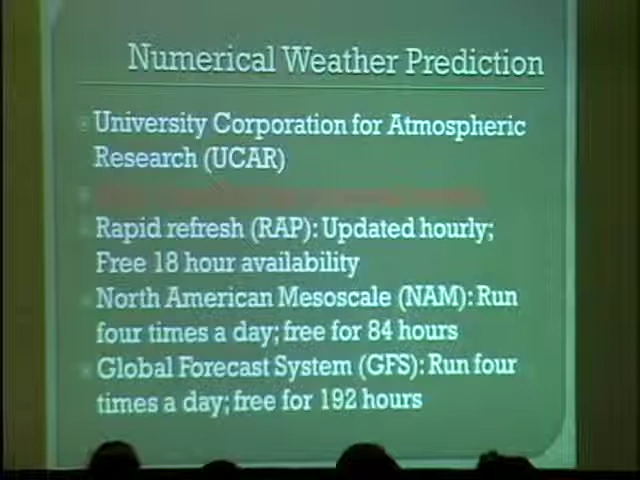 Numerical Weather Prediction
University Corporation for Atmospheric
Research (UCAR)
Rapid refresh (RAP): Updated hourly;
Free 18 hour availability
North American Mesoscale (NAM): Run
four times a day; free for 84 hours
Global Forecast System (GFS): Run four
times a day; free for 192 hours